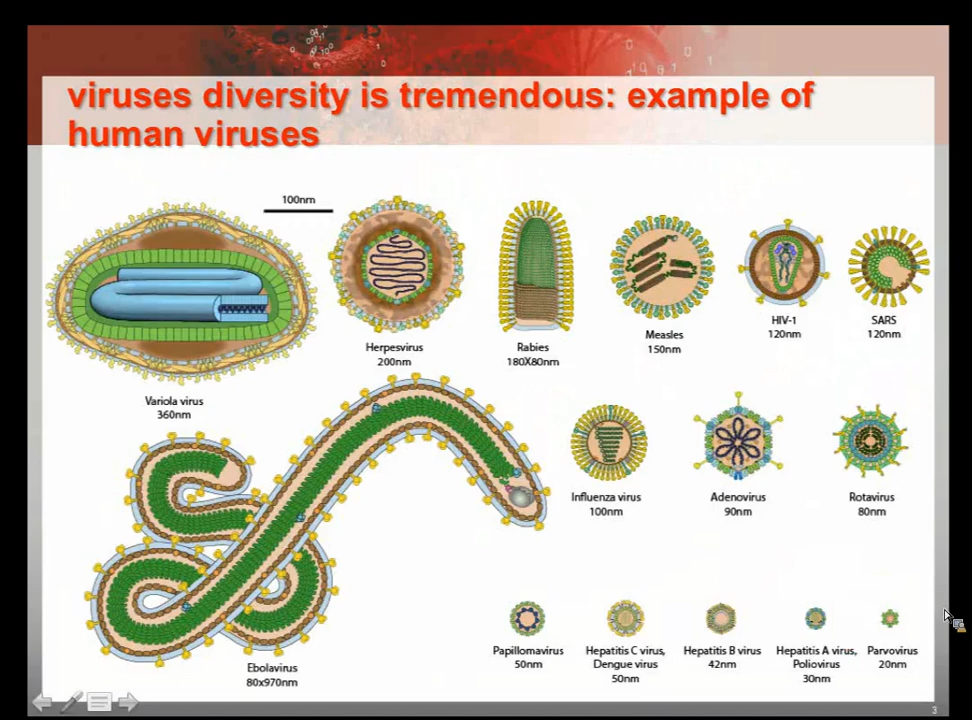 viruses diversity is tremendous: example of
human viruses
100nm
Variola virus
360nm
Herpesvirus
200nm
Rabies
180X80nm
Measles
150nm
HIV-1
120nm
SARS
120nm
Influenza virus
100nm
Adenovirus
90nm
Rotavirus
80nm
Ebolavirus
80x970nm
Papillomavirus
50nm
Hepatitis C virus,
Dengue virus
50nm
Hepatitis B virus
42nm
Hepatitis A virus,
Poliovirus
30nm
Parvovirus
20nm
3